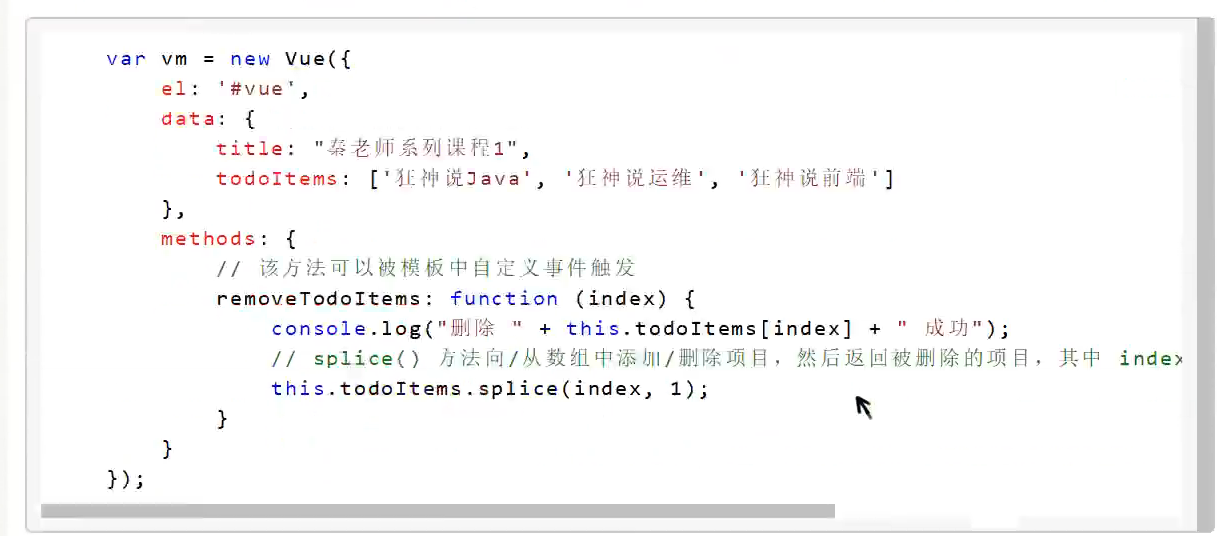 var vm = new Vue({
    el: '#vue',
    data: {
        title: "秦老师系列课程1",
        todoItems: ['狂神说Java', '狂神说运维', '狂神说前端']
    },
    methods: {
        // 该方法可以被模板中自定义事件触发
        removeTodoItems: function (index) {
            console.log("删除 " + this.todoItems[index] + " 成功");
            // splice() 方法向/从数组中添加/删除项目，然后返回被删除的项目，其中 index
            this.todoItems.splice(index, 1);
        }
    }
});